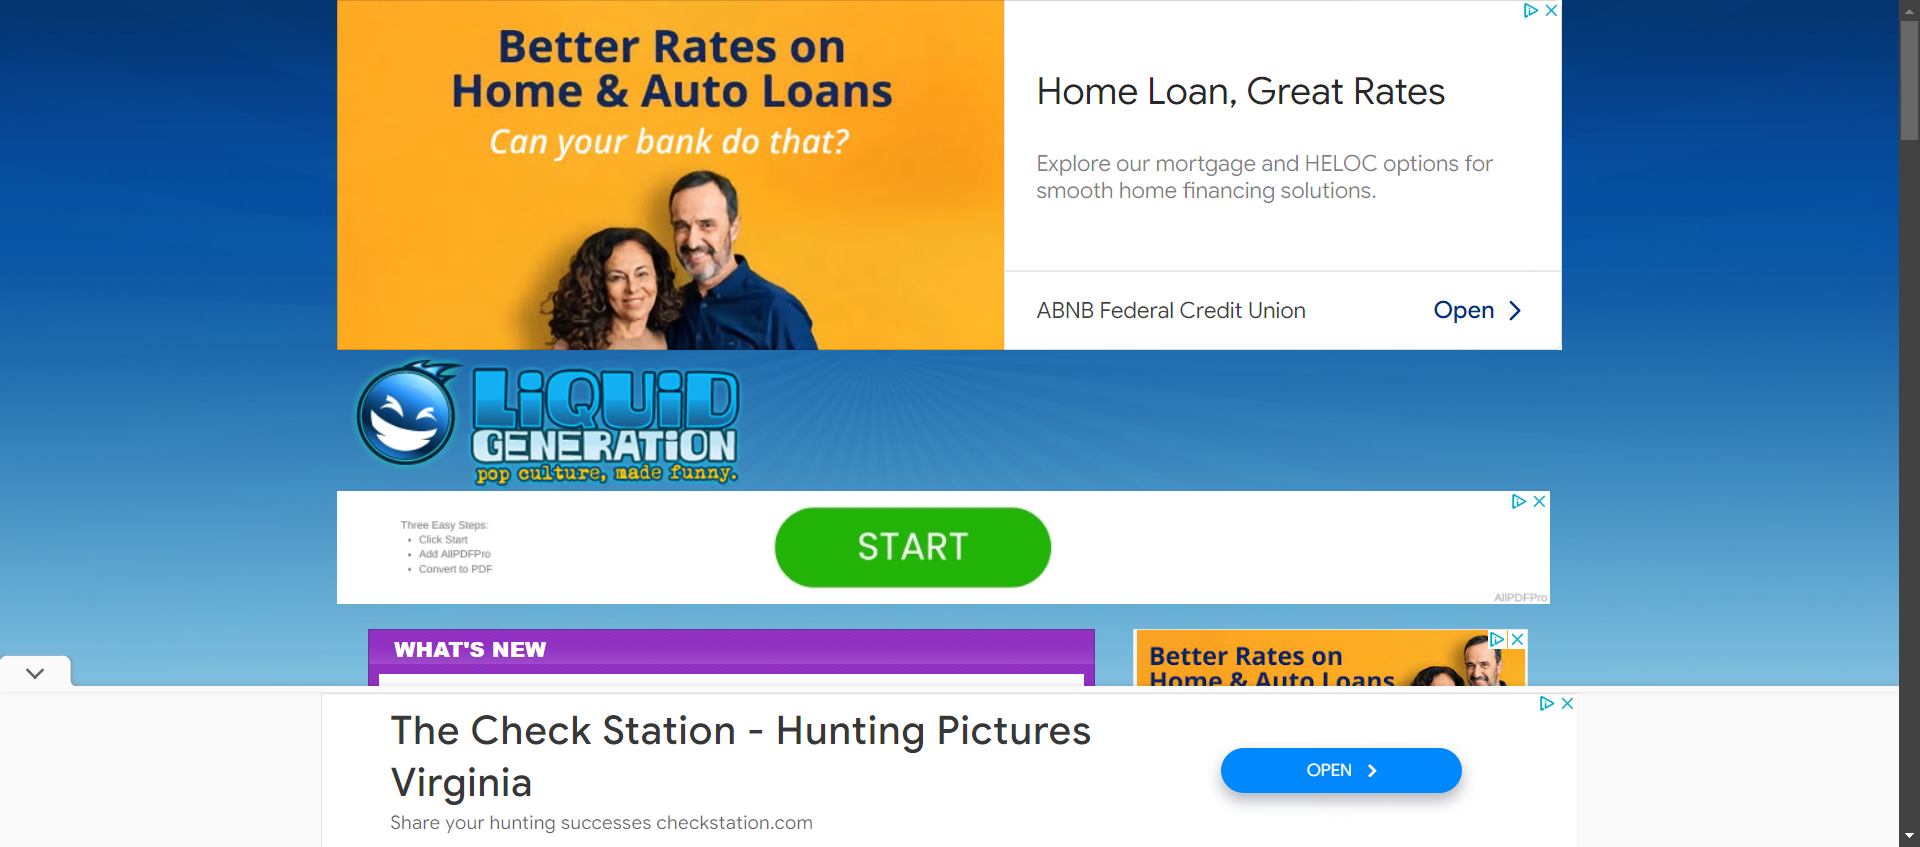 Better Rates on
Home & Auto Loans
Can your bank do that?
Home Loan, Great Rates
Explore our mortgage and HELOC options for
smooth home financing solutions.
ABNB Federal Credit Union
Open
LiQUiD
GENERATiON
pop culture, made funny.
Three Easy Steps:
• Click Start
• Add AllPDFPro
• Convert to PDF
START
AllPDFPro
WHAT'S NEW
Better Rates on
Home & Auto Loans
The Check Station - Hunting Pictures
Virginia
Share your hunting successes checkstation.com
OPEN